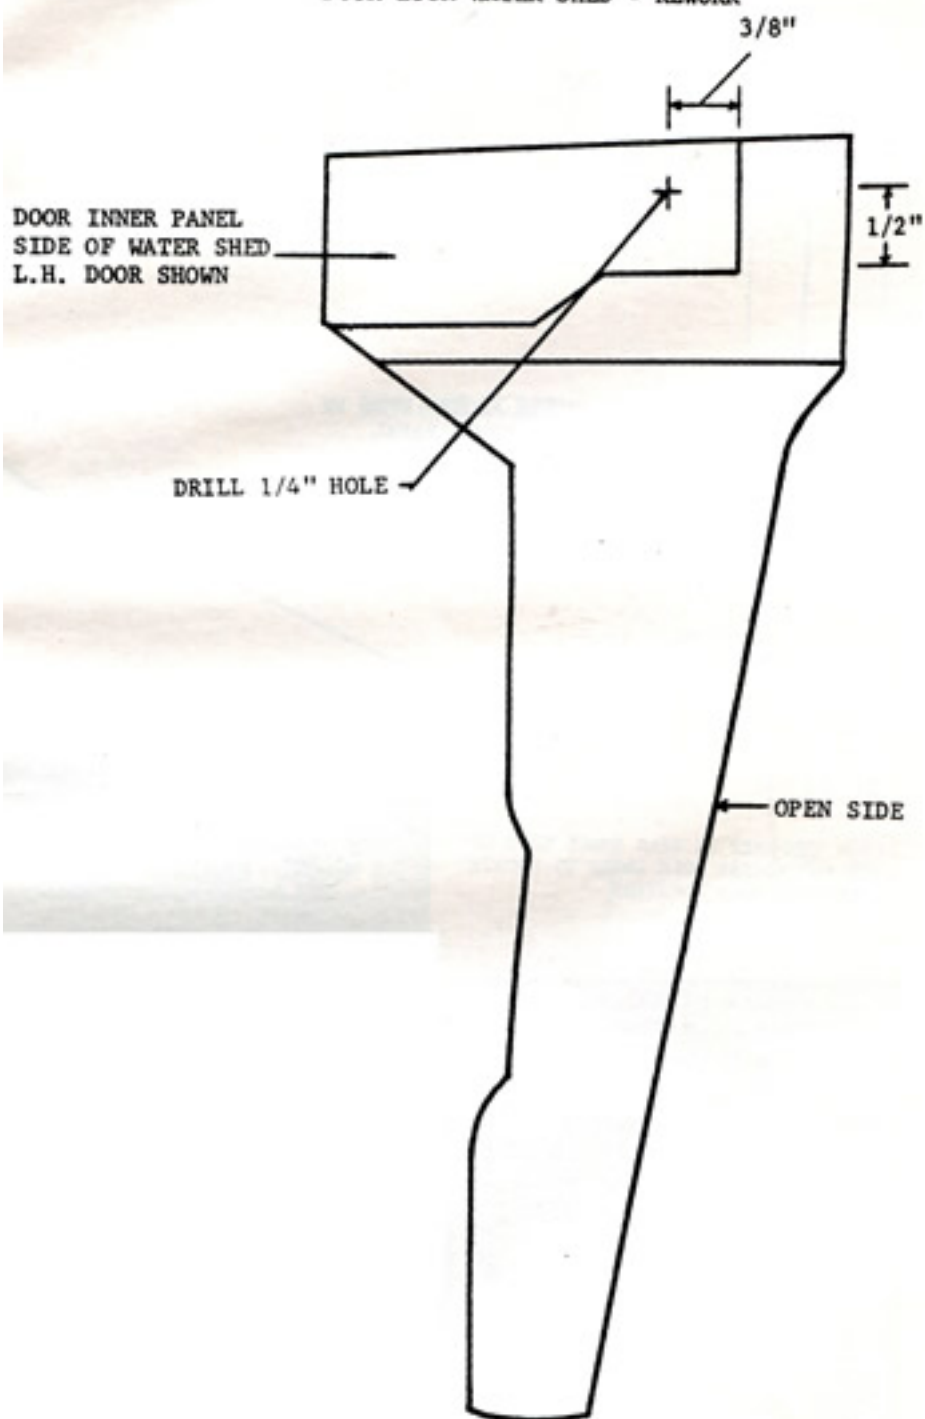 3/8"
DOOR INNER PANEL
SIDE OF WATER SHED
L.H. DOOR SHOWN
1/2"
DRILL 1/4" HOLE
OPEN SIDE